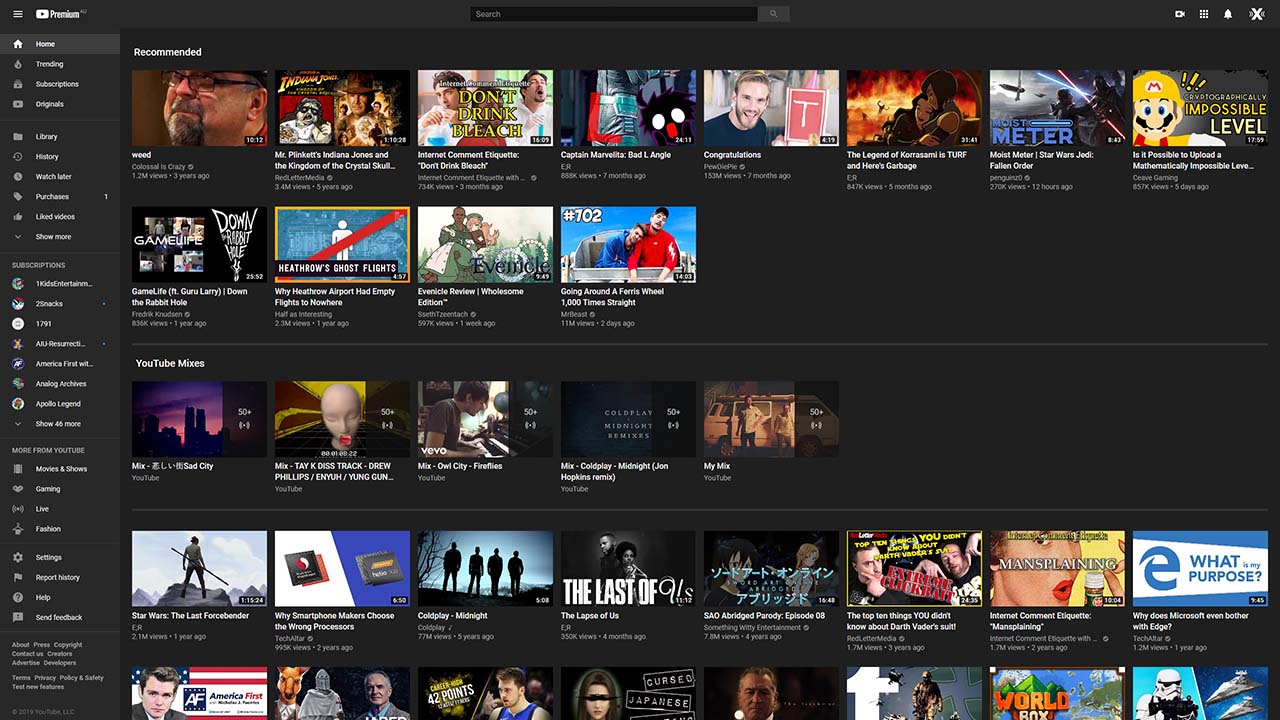 Premium AU
Search
Home
Trending
Subscriptions
Originals
Library
History
Watch later
Purchases 1
Liked videos
Show more
SUBSCRIPTIONS
1KidsEntertainm...
2Snacks
1791
AIU-Resurrecti...
America First wit...
Analog Archives
Apollo Legend
Show 46 more
MORE FROM YOUTUBE
Movies & Shows
Gaming
Live
Fashion
Settings
Report history
Help
Send feedback
About Press Copyright
Contact us Creators
Advertise Developers
Terms Privacy Policy & Safety
Test new features
© 2019 YouTube, LLC
Recommended
10:12
weed
Colossal Is Crazy
1.2M views • 3 years ago
INDIANA JONES
1:10:28
Mr. Plinkett's Indiana Jones and
the Kingdom of the Crystal Skull...
RedLetterMedia
3.4M views • 5 years ago
Internet Comment Etiquette
DON'T
DRINK
BLEACH
16:09
Internet Comment Etiquette:
"Don't Drink Bleach"
Internet Comment Etiquette with ...
734K views • 3 months ago
24:11
Captain Marvelita: Bad L Angle
E;R
888K views • 7 months ago
T
4:19
Congratulations
PewDiePie
153M views • 7 months ago
31:41
The Legend of Korrasami is TURF
and Here's Garbage
E;R
847K views • 5 months ago
MOIST
METER
8:43
Moist Meter | Star Wars Jedi:
Fallen Order
penguinz0
270K views • 12 hours ago
M
!!!
CRYPTOGRAPHICALLY
IMPOSSIBLE
LEVEL
17:59
Is it Possible to Upload a
Mathematically Impossible Leve...
Ceave Gaming
857K views • 5 days ago
GAMELIFE
DOWN
THE
RABBIT
HOLE
25:52
GameLife (ft. Guru Larry) | Down
the Rabbit Hole
Fredrik Knudsen
836K views • 1 year ago
HEATHROW'S GHOST FLIGHTS
4:57
Why Heathrow Airport Had Empty
Flights to Nowhere
Half as Interesting
2.3M views • 1 year ago
Evenicle
9:49
Evenicle Review | Wholesome
Edition™
SsethTzeentach
597K views • 1 week ago
#702
14:03
Going Around A Ferris Wheel
1,000 Times Straight
MrBeast
11M views • 2 days ago
YouTube Mixes
50+
Mix - 悲しい街Sad City
YouTube
50+
00:01:08:22
Mix - TAY K DISS TRACK - DREW
PHILLIPS / ENYUH / YUNG GUN...
YouTube
50+
vevo
Mix - Owl City - Fireflies
YouTube
COLDPLAY
MIDNIGHT
REMIXES
50+
Mix - Coldplay - Midnight (Jon
Hopkins remix)
YouTube
50+
My Mix
YouTube
1:15:24
Star Wars: The Last Forcebender
E;R
2.1M views • 1 year ago
helio
6:50
Why Smartphone Makers Choose
the Wrong Processors
TechAltar
995K views • 2 years ago
5:08
Coldplay - Midnight
Coldplay ♪
77M views • 5 years ago
THE LAST OF Us
11:12
The Lapse of Us
E;R
350K views • 4 months ago
ソードアート・オンライン
SWORD ART ONLINE
ABRIDGED
アブリッジド
16:48
SAO Abridged Parody: Episode 08
Something Witty Entertainment
7.8M views • 4 years ago
RedLetterMedia
TOP TEN THINGS YOU DIDN'T
KNOW ABOUT
DARTH VADER'S SUIT!
EXTREME
CLICKBAIT
24:35
The top ten things YOU didn't
know about Darth Vader's suit!
RedLetterMedia
1.7M views • 3 years ago
Internet Comment Etiquette
MANSPLAINING
10:04
Internet Comment Etiquette:
"Mansplaining"
Internet Comment Etiquette with ...
1.7M views • 2 years ago
WHAT is my
PURPOSE?
9:45
Why does Microsoft even bother
with Edge?
TechAltar
1.2M views • 1 year ago
AF
America First
with Nicholas J. Fuentes
CAREER HIGH
42 POINTS
CURSED
JAPANESE
WORLD
BOX